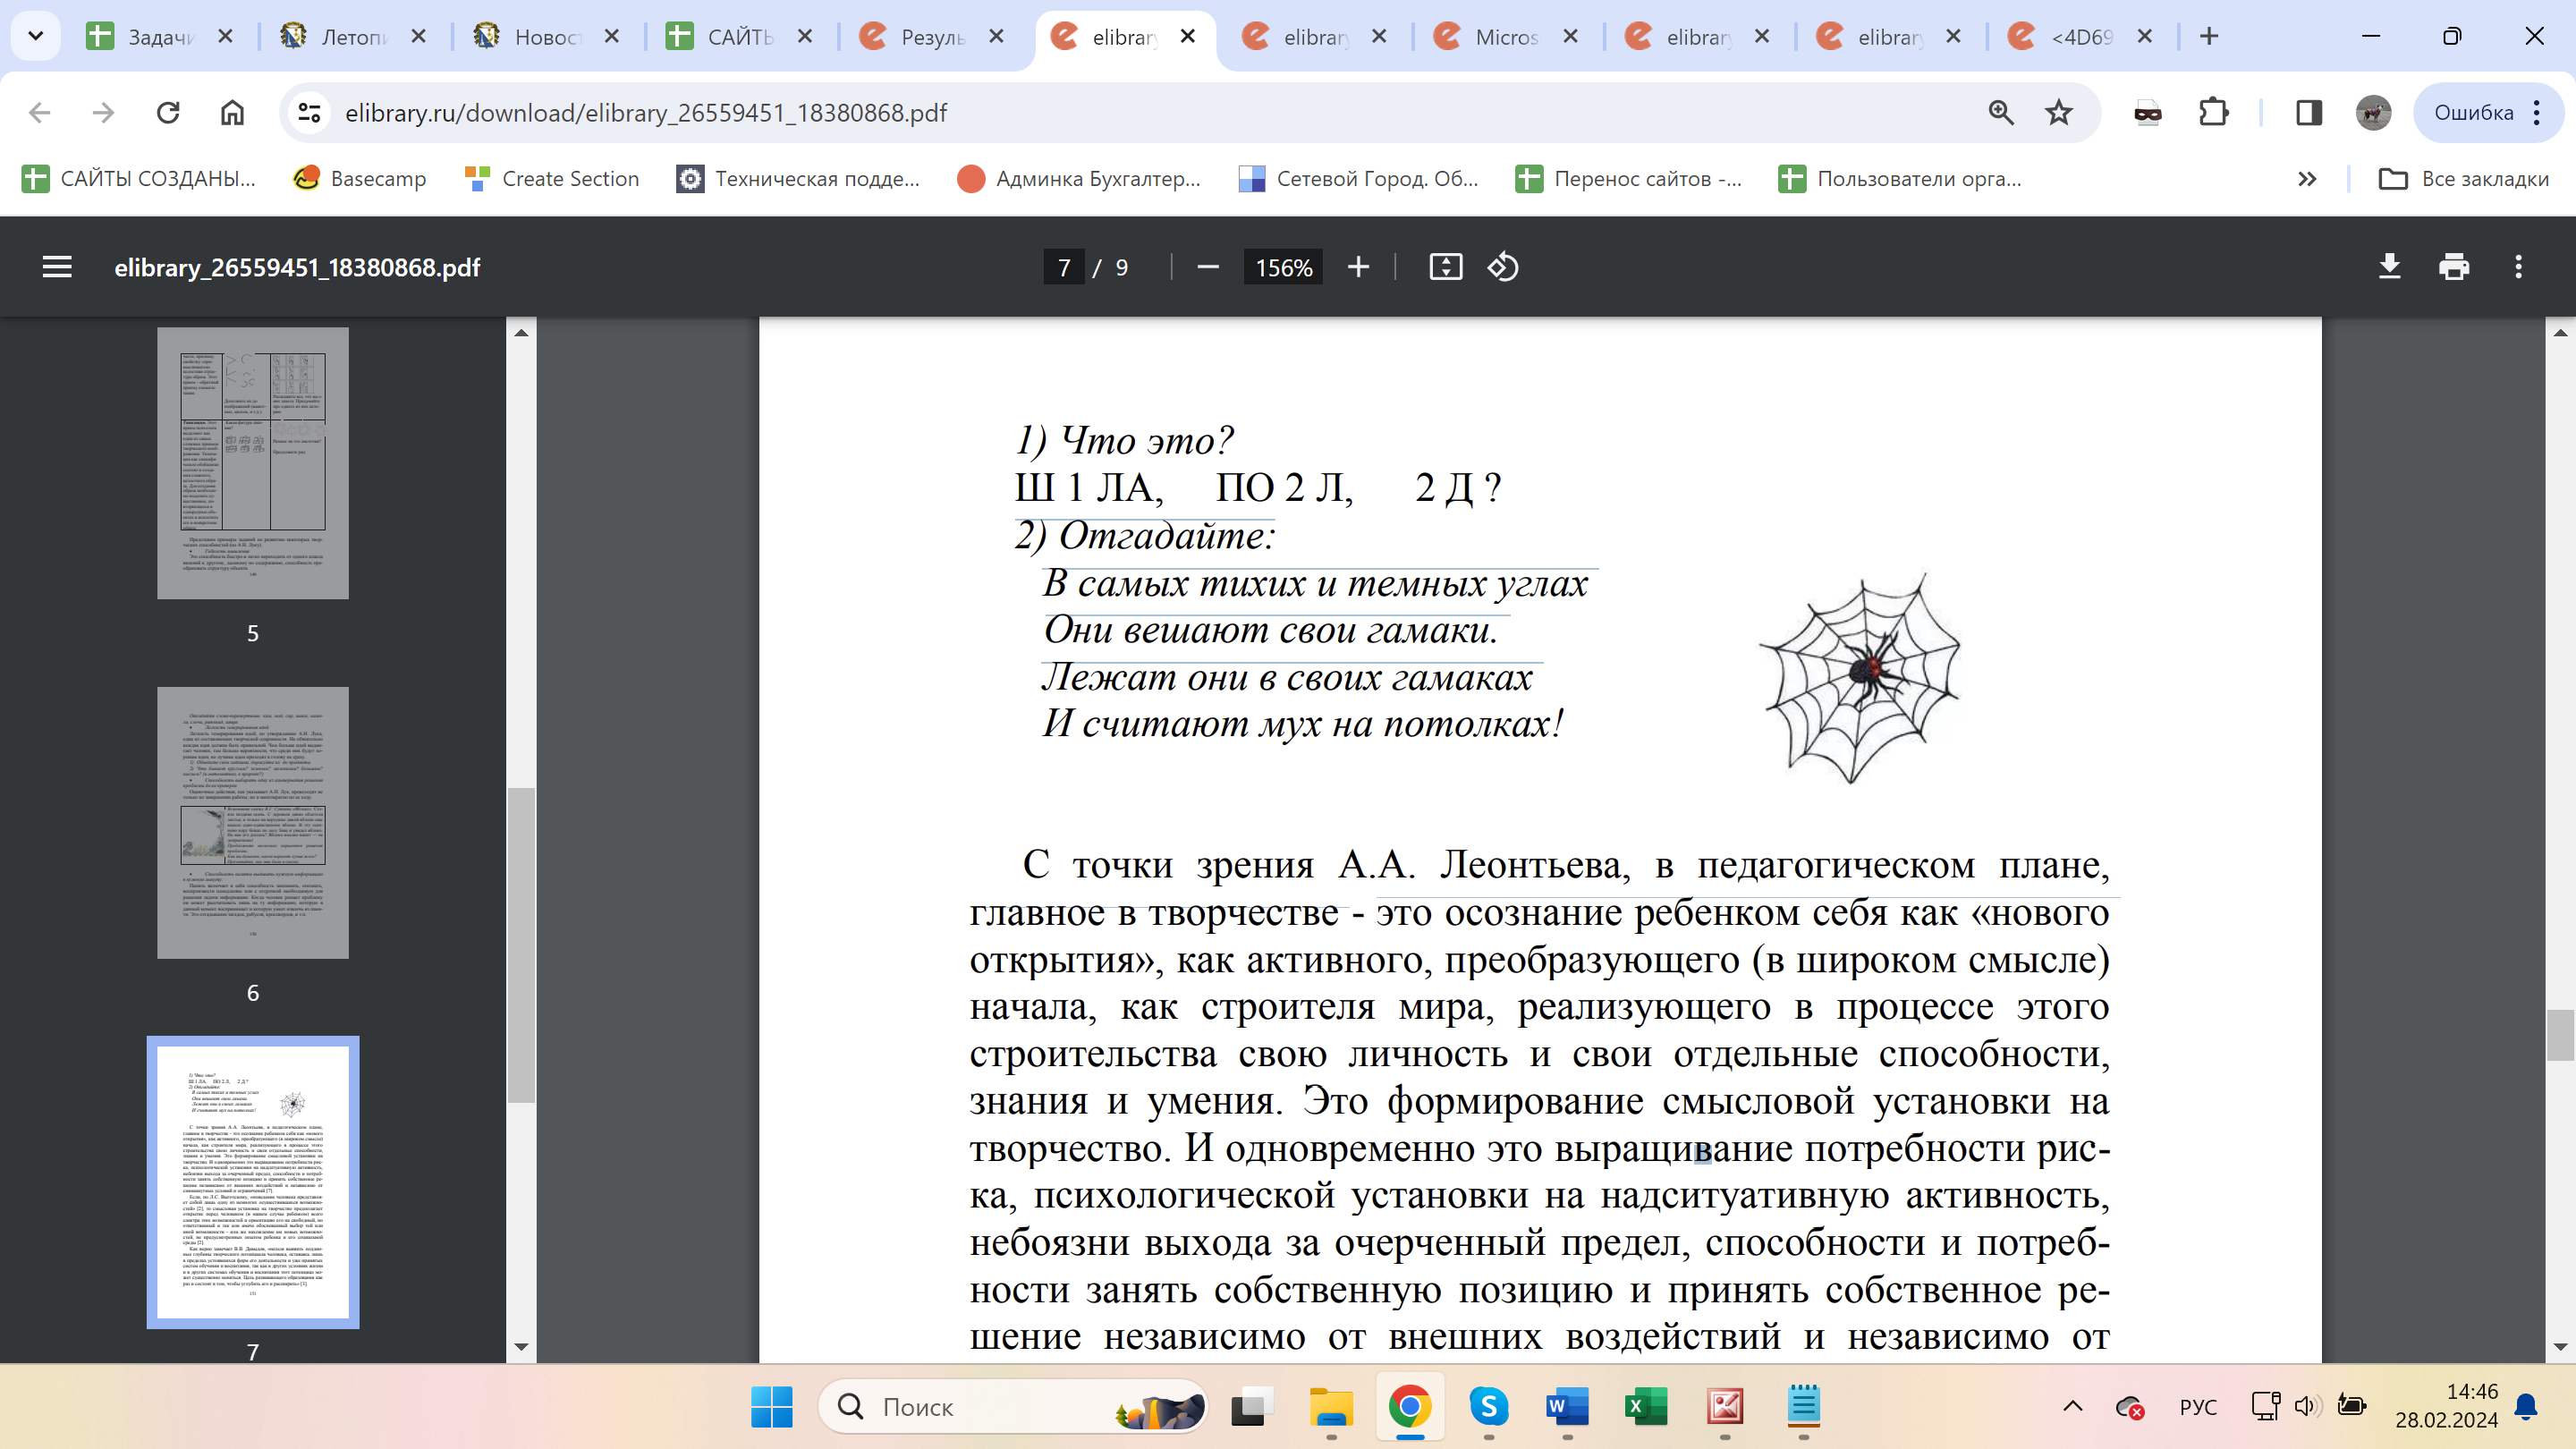 Задачи
Летопи
Новост
САЙТЬ
Резуль
elibrary
elibrary
Micros
elibrary
elibrary
<4D69
elibrary.ru/download/elibrary_26559451_18380868.pdf
Ошибка
САЙТЫ СОЗДАНЫ...
Basecamp
Create Section
Техническая подде...
Админка Бухгалтер...
Сетевой Город. Об...
Перенос сайтов -...
Пользователи орга...
Все закладки
elibrary_26559451_18380868.pdf
7 / 9
156%
5
6
7
1) Что это?
Ш 1 ЛА, ПО 2 Л, 2 Д ?
2) Отгадайте:
В самых тихих и темных углах
Они вешают свои гамаки.
Лежат они в своих гамаках
И считают мух на потолках!
С точки зрения А.А. Леонтьева, в педагогическом плане,
главное в творчестве - это осознание ребенком себя как «нового
открытия», как активного, преобразующего (в широком смысле)
начала, как строителя мира, реализующего в процессе этого
строительства свою личность и свои отдельные способности,
знания и умения. Это формирование смысловой установки на
творчество. И одновременно это выращивание потребности рис-
ка, психологической установки на надситуативную активность,
небоязни выхода за очерченный предел, способности и потреб-
ности занять собственную позицию и принять собственное ре-
шение независимо от внешних воздействий и независимо от
Поиск
РУС
14:46
28.02.2024